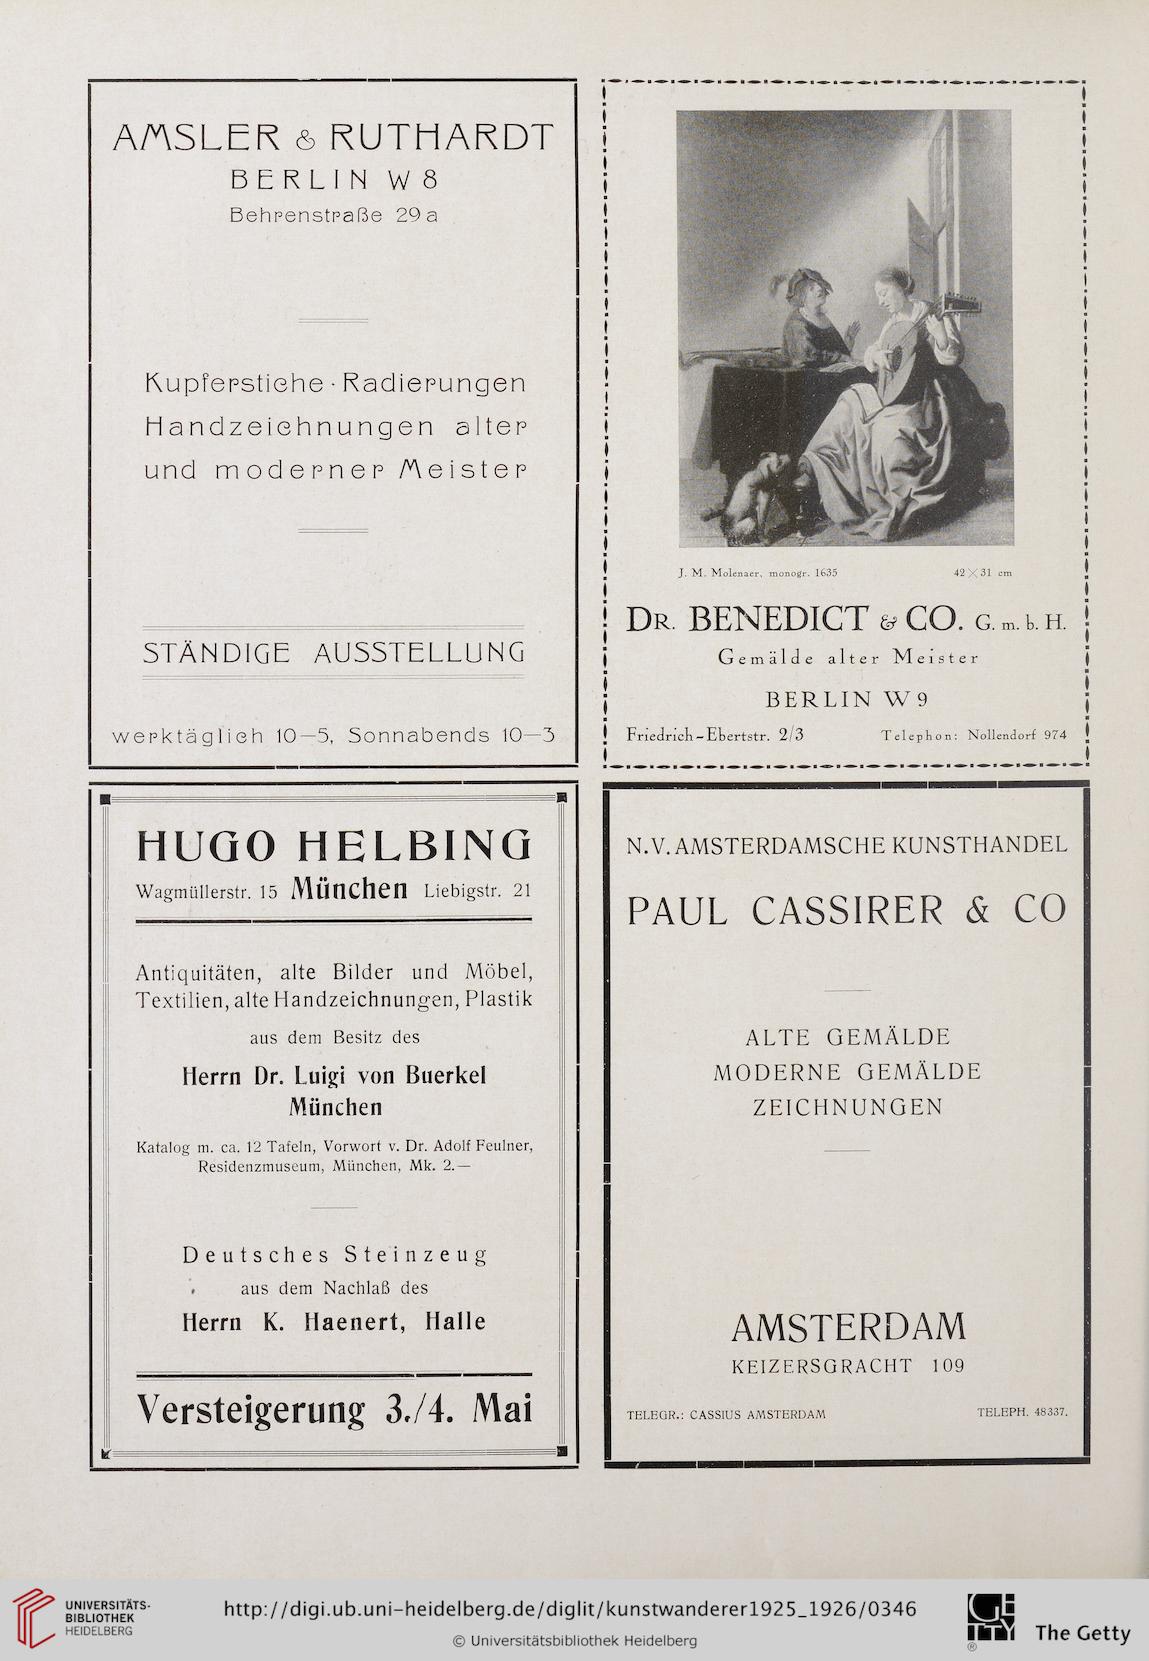 AMSLER & RUTHARDT
BERLIN W 8
Behrenstraße 29a
Kupferstiche · Radierungen
Handzeichnungen alter
und moderner Meister
STÄNDIGE AUSSTELLUNG
werktäglich 10—5, Sonnabends 10—3
J. M. Molenaer, monogr. 1635 42 × 31 cm
DR. BENEDICT & CO. G. m. b. H.
Gemälde alter Meister
BERLIN W 9
Friedrich-Ebertstr. 2/3 Telephon: Nollendorf 974
HUGO HELBING
Wagmüllerstr. 15 München Liebigstr. 21
Antiquitäten, alte Bilder und Möbel,
Textilien, alte Handzeichnungen, Plastik
aus dem Besitz des
Herrn Dr. Luigi von Buerkel
München
Katalog m. ca. 12 Tafeln, Vorwort v. Dr. Adolf Feulner,
Residenzmuseum, München, Mk. 2.—
Deutsches Steinzeug
aus dem Nachlaß des
Herrn K. Haenert, Halle
Versteigerung 3./4. Mai
N.V. AMSTERDAMSCHE KUNSTHANDEL
PAUL CASSIRER & CO
ALTE GEMÄLDE
MODERNE GEMÄLDE
ZEICHNUNGEN
AMSTERDAM
KEIZERSGRACHT 109
TELEGR.: CASSIUS AMSTERDAM TELEPH. 48337.
UNIVERSITÄTS-
BIBLIOTHEK
HEIDELBERG
http://digi.ub.uni-heidelberg.de/diglit/kunstwanderer1925_1926/0346
© Universitätsbibliothek Heidelberg
GETTY
®
The Getty